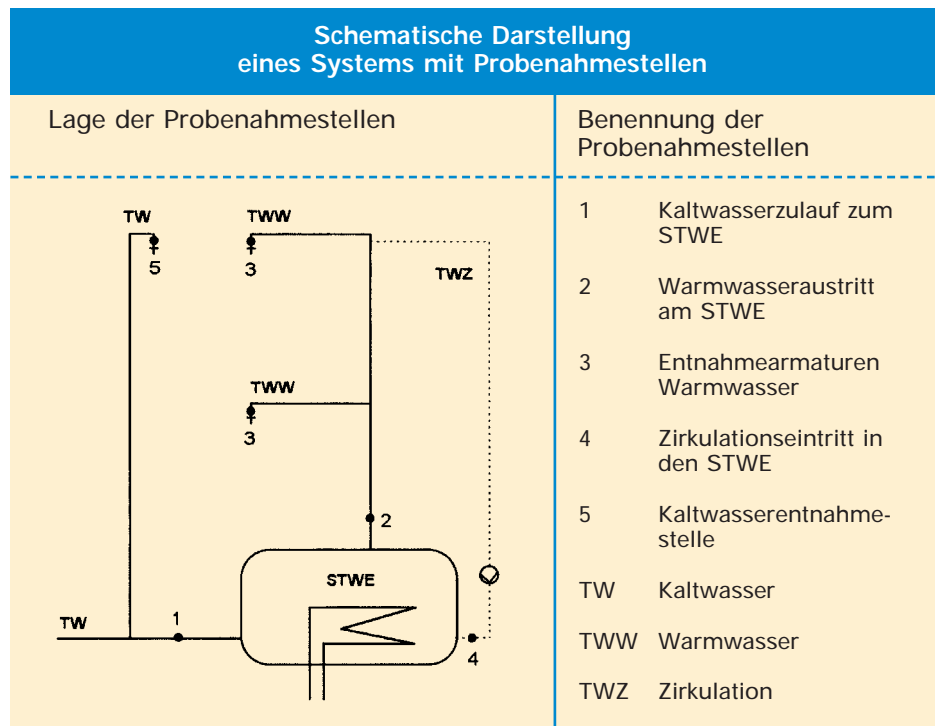 Schematische Darstellung
eines Systems mit Probenahmestellen
Lage der Probenahmestellen
Benennung der
Probenahmestellen
TW
TWW
5
3
TWZ
TWW
3
2
STWE
TW
1
4
1 Kaltwasserzulauf zum
STWE
2 Warmwasseraustritt
am STWE
3 Entnahmearmaturen
Warmwasser
4 Zirkulationseintritt in
den STWE
5 Kaltwasserentnahme-
stelle
TW Kaltwasser
TWW Warmwasser
TWZ Zirkulation